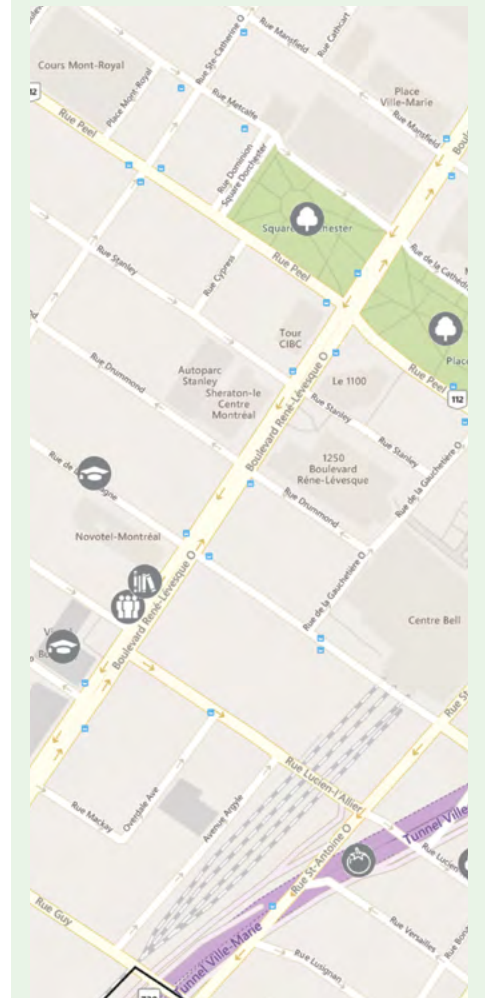 Rue Ste-Catherine O
Rue Mansfield
Rue Cathcart
Cours Mont-Royal
Place Mont-Royal
Place
Ville-Marie
Rue Metcalfe
Rue Mansfield
Rue Peel
Rue Dominion
Square Dorchester
Rue Peel
Rue Stanley
Rue Cypress
Tour
CIBC
Rue Drummond
Autoparc
Stanley
Sheraton-le
Centre
Montréal
Le 1100
Rue Peel
112
Rue Stanley
Boulevard René-Lévesque O
Rue Stanley
1250
Boulevard
Réne-Lévesque
Rue Drummond
Rue de la Gauchetière O
Novotel-Montréal
Boulevard René-Lévesque O
Rue de la Gauchetière O
Centre Bell
Rue Lucien-l'Allier
Rue Mackay
Overdale Ave
Avenue Argyle
Rue St-Antoine O
Tunnel Ville
Rue Lucien
Rue Guy
Tunnel Ville-Marie
Rue Versailles
Rue Lusignan